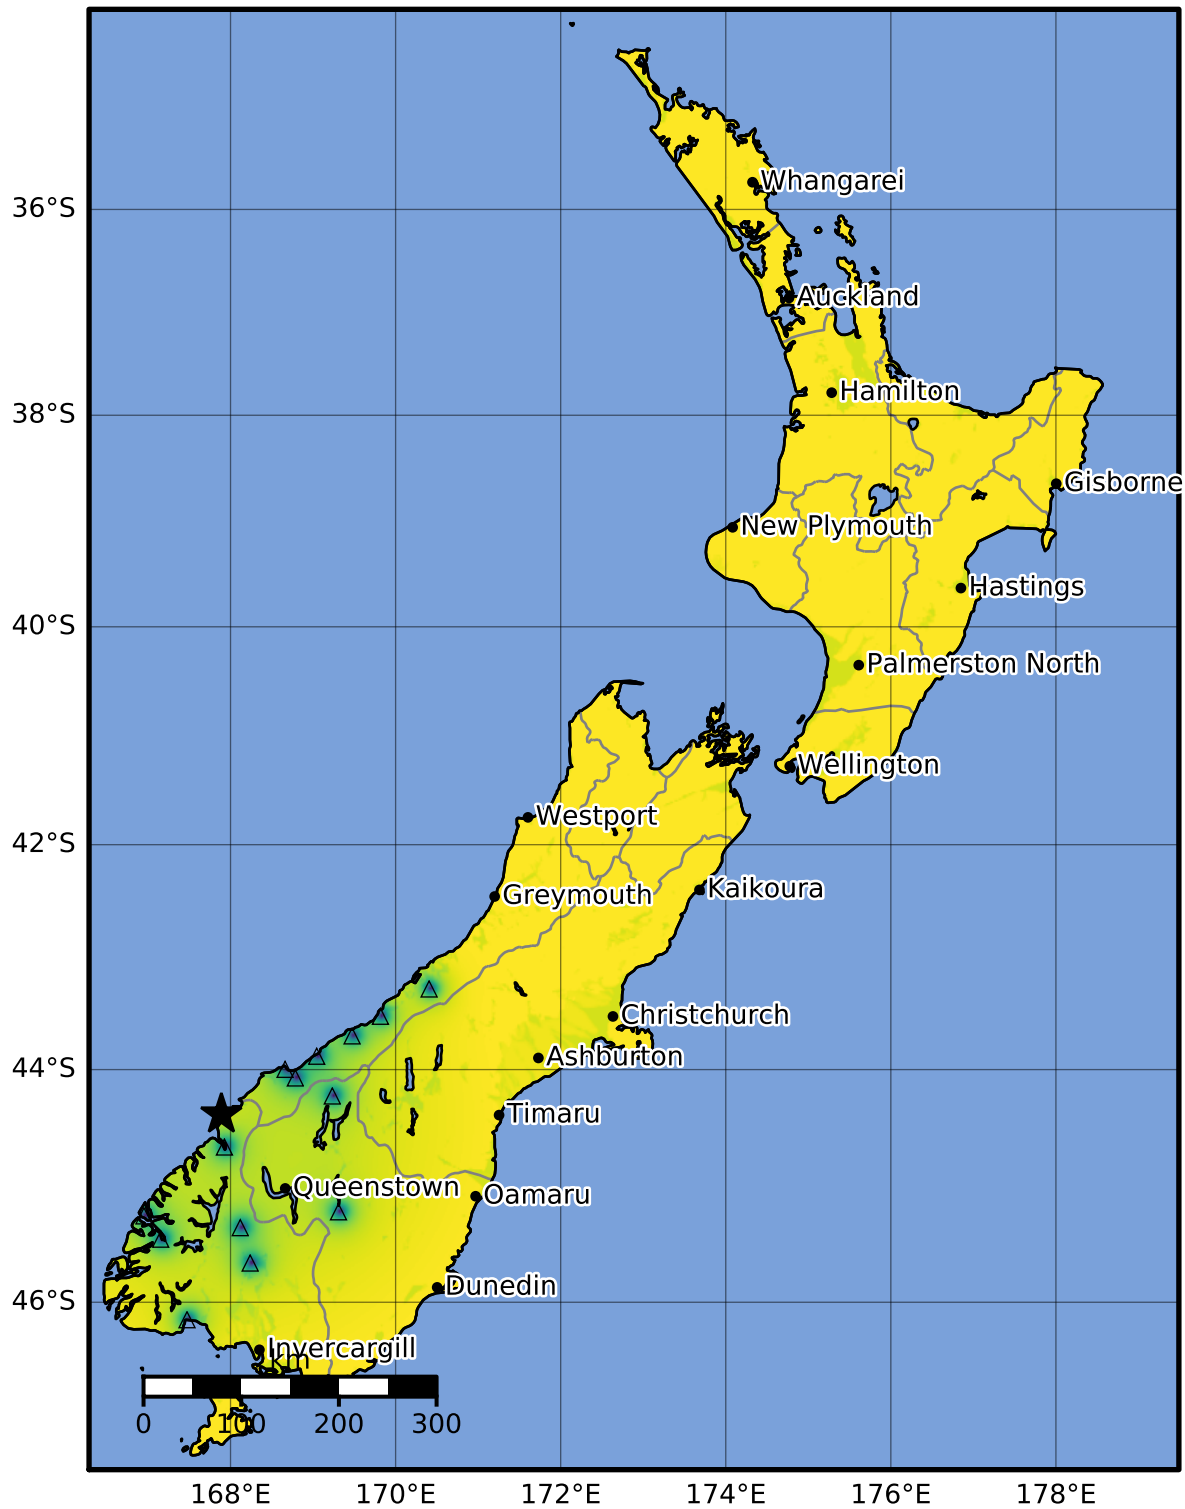 Whangarei
36°S
Auckland
Hamilton
38°S
Gisborne
New Plymouth
Hastings
40°S
Palmerston North
Wellington
Westport
42°S
Kaikoura
Greymouth
Christchurch
Ashburton
44°S
Timaru
Queenstown
Oamaru
Dunedin
46°S
Invercargill
km
0 100 200 300
168°E 170°E 172°E 174°E 176°E 178°E